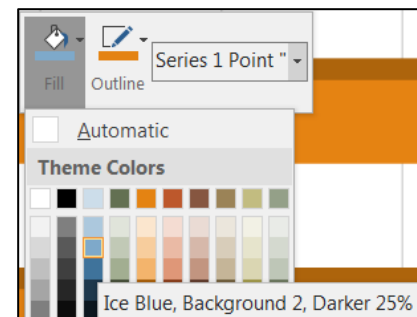 Series 1 Point "
Fill
Outline
Automatic
Theme Colors
Ice Blue, Background 2, Darker 25%